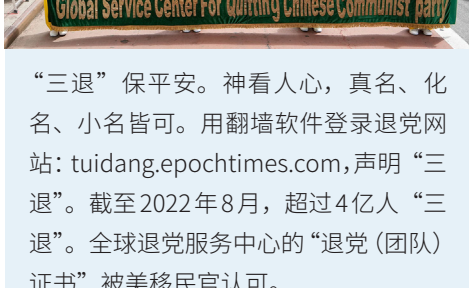 Global Service Center For Quitting Chinese Communist party
“三退”保平安。神看人心，真名、化
名、小名皆可。用翻墙软件登录退党网
站：tuidang.epochtimes.com，声明“三
退”。截至2022年8月，超过4亿人“三
退”。全球退党服务中心的“退党（团队）
证书”被美移民官认可。